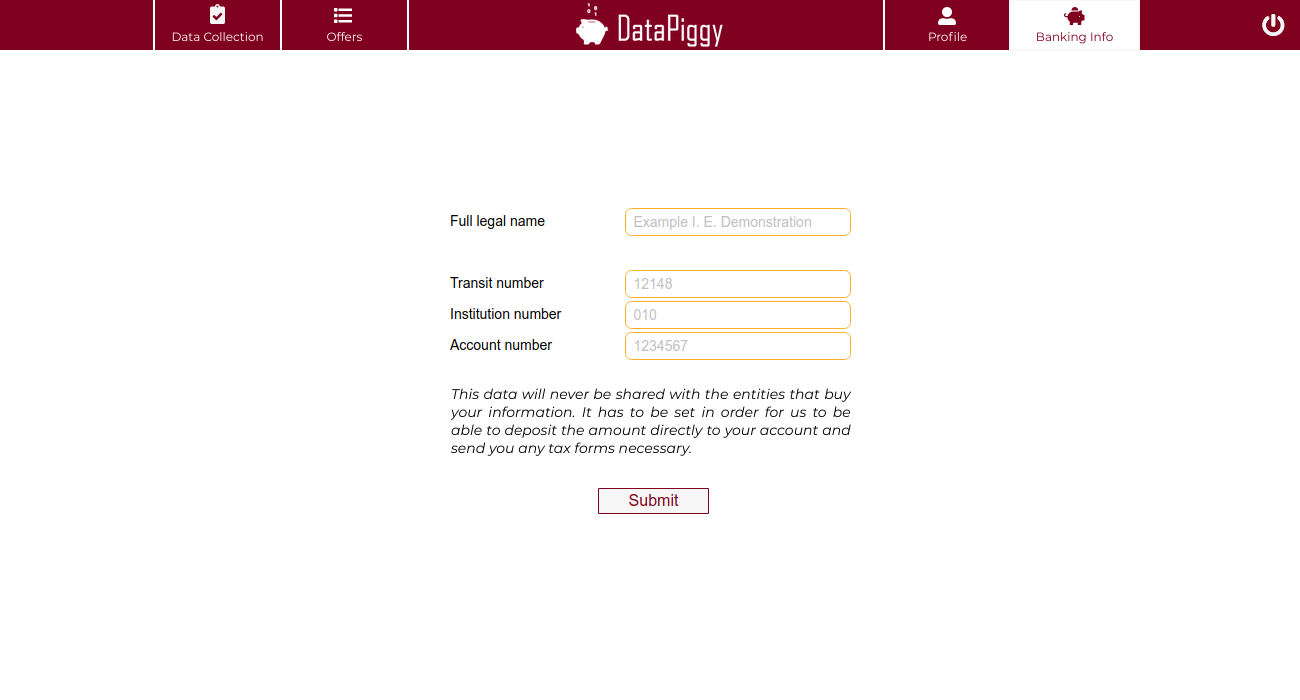 Data Collection
Offers
DataPiggy
Profile
Banking Info
Full legal name
Example I. E. Demonstration
Transit number
12148
Institution number
010
Account number
1234567
This data will never be shared with the entities that buy
your information. It has to be set in order for us to be
able to deposit the amount directly to your account and
send you any tax forms necessary.
Submit